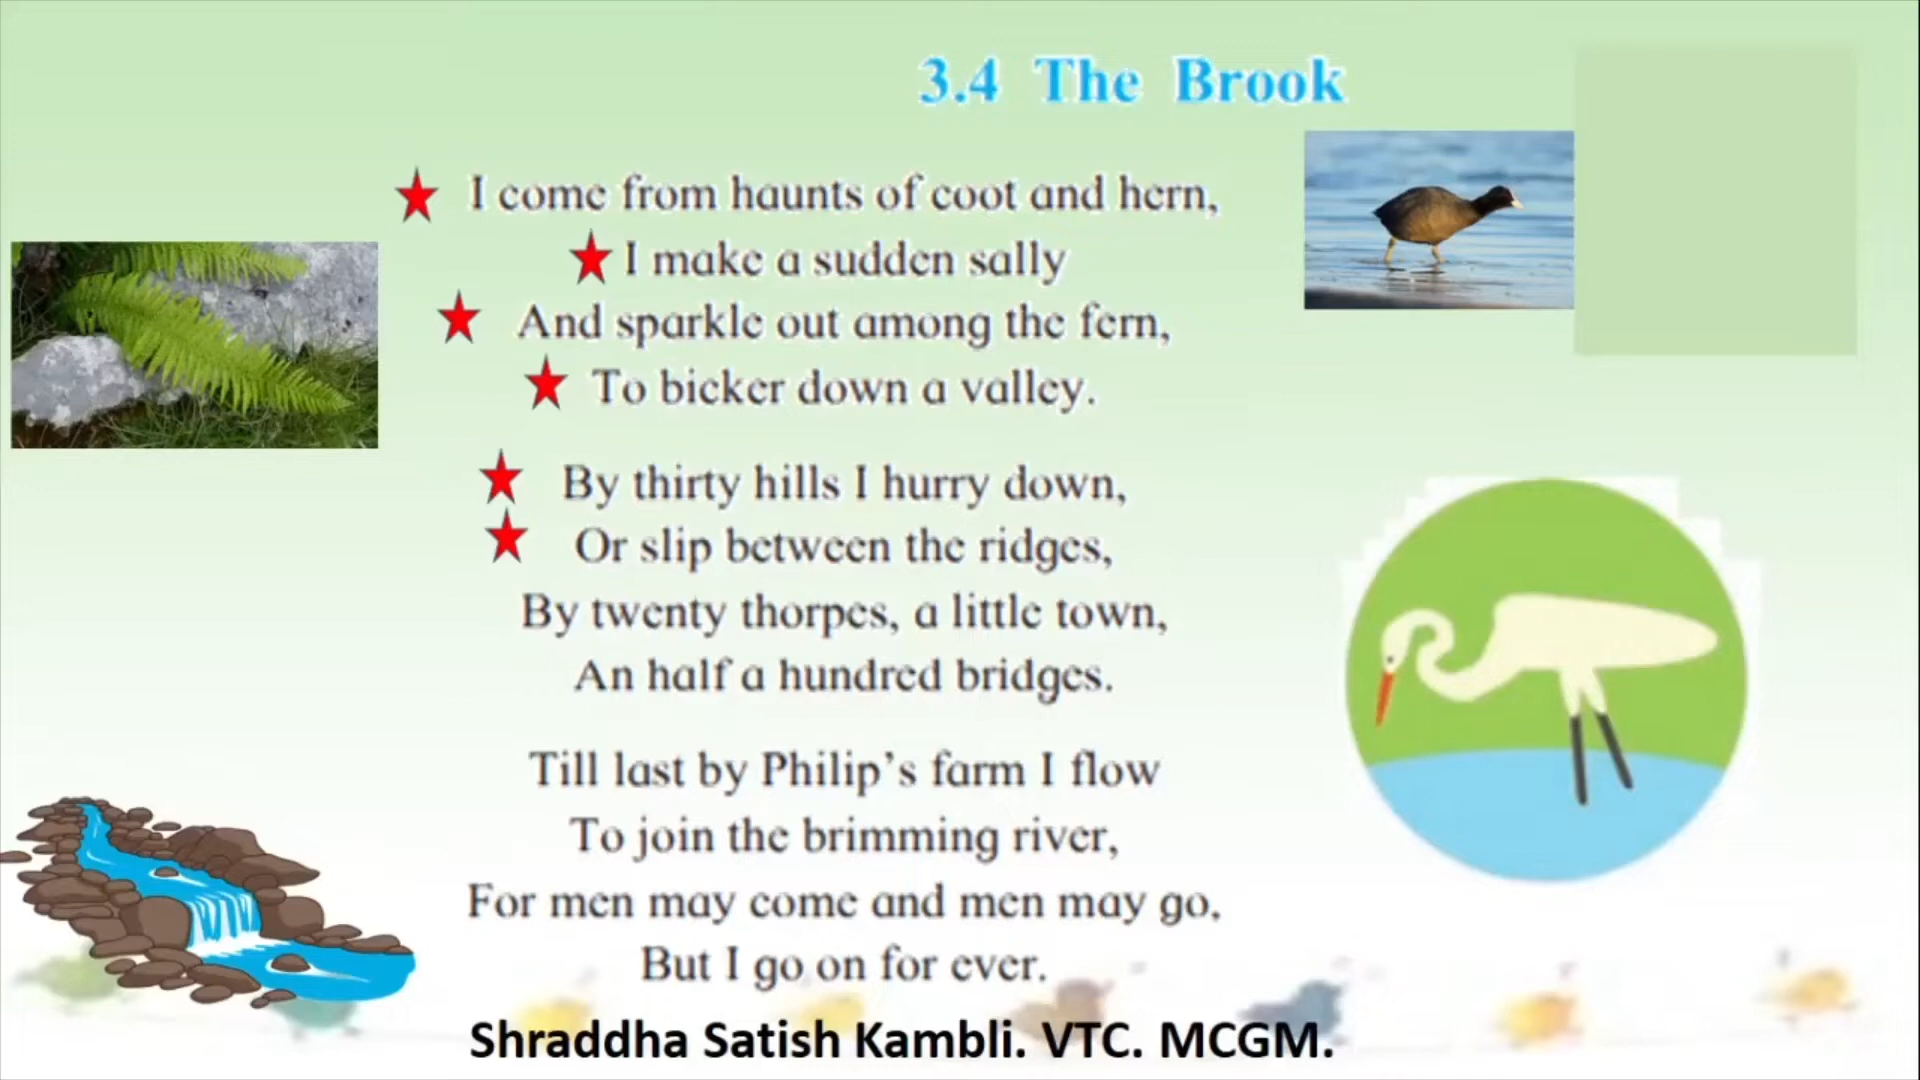 3.4 The Brook
I come from haunts of coot and hern,
I make a sudden sally
And sparkle out among the fern,
To bicker down a valley.
By thirty hills I hurry down,
Or slip between the ridges,
By twenty thorpes, a little town,
An half a hundred bridges.
Till last by Philip’s farm I flow
To join the brimming river,
For men may come and men may go,
But I go on for ever.
Shraddha Satish Kambli. VTC. MCGM.